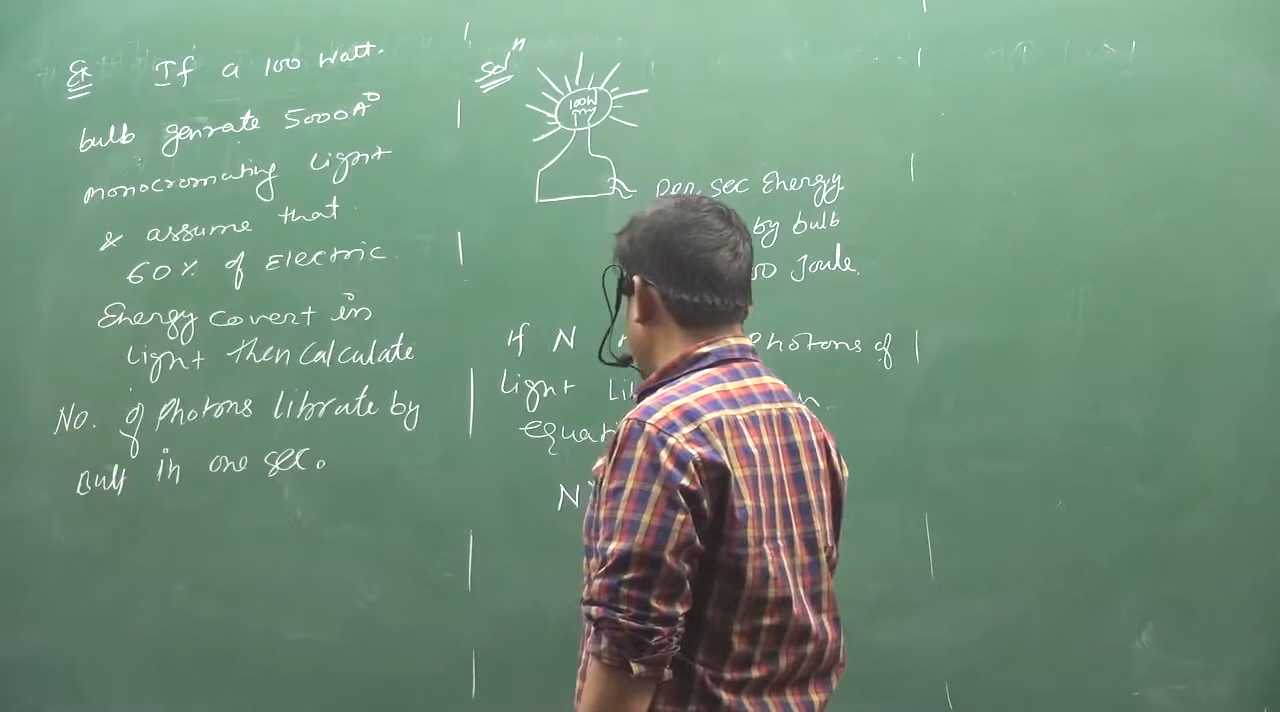 Ex If a 100 watt.
bulb genrate 5000A°
monocromating light
& assume that
60% of Electric
Energy covert in
light then calculate
No. of photons librate by
Bulb in one sec.
Solⁿ
100W
Per sec Energy
by bulb
Joule.
If N photons of
light
N